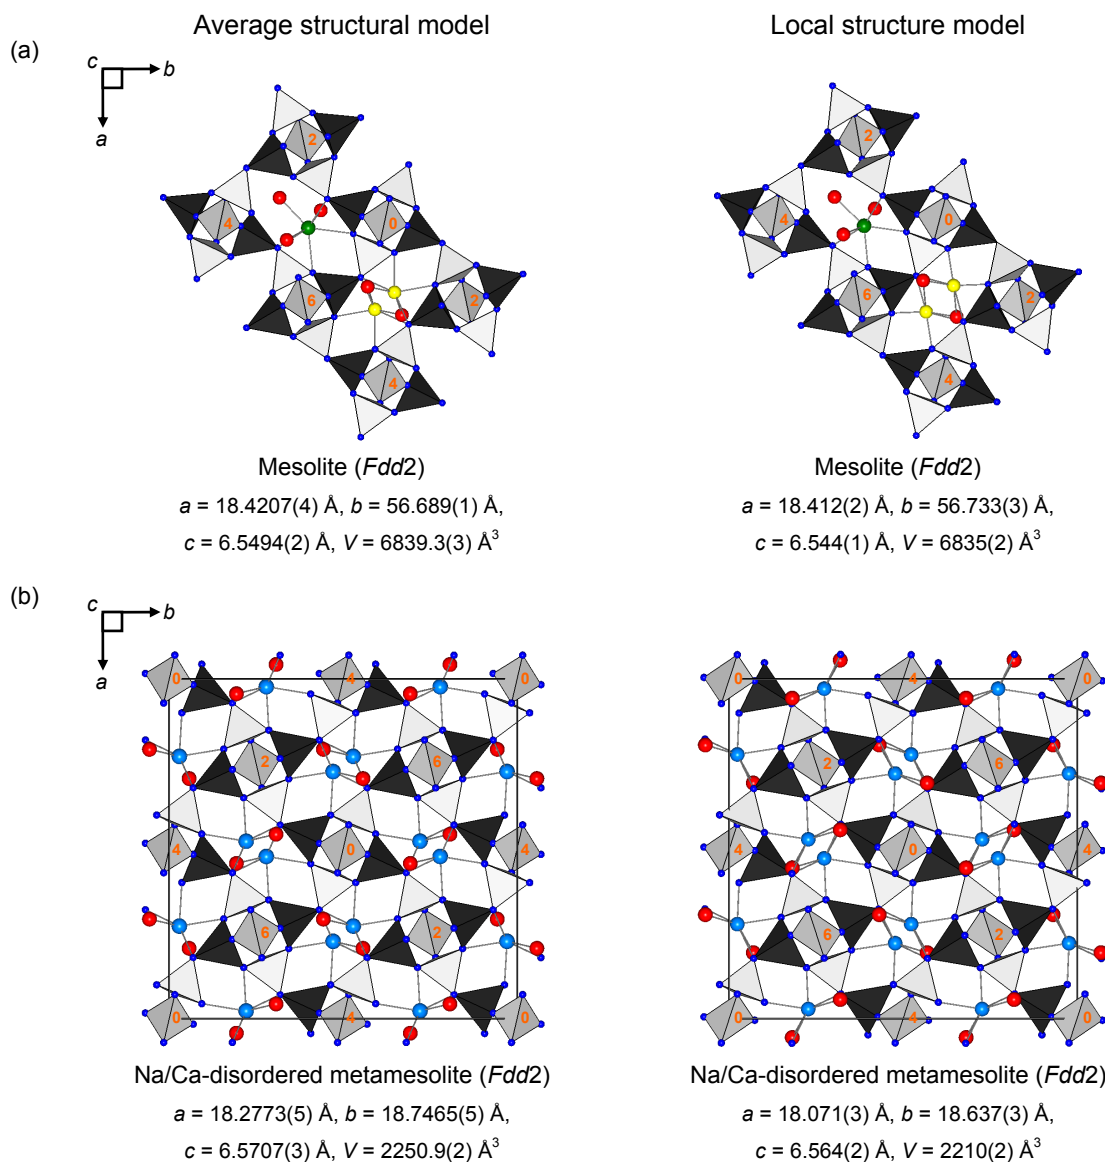 Average structural model
Local structure model
(a)
c
b
a
2
4
0
6
2
4
2
4
0
6
2
4
Mesolite (Fdd2)
a = 18.4207(4) Å, b = 56.689(1) Å,
c = 6.5494(2) Å, V = 6839.3(3) Å³
Mesolite (Fdd2)
a = 18.412(2) Å, b = 56.733(3) Å,
c = 6.544(1) Å, V = 6835(2) Å³
(b)
c
b
a
0 4 0
2 6
4 0 4
6 2
0 4 0
0 4 0
2 6
4 0 4
6 2
0 4 0
Na/Ca-disordered metamesolite (Fdd2)
a = 18.2773(5) Å, b = 18.7465(5) Å,
c = 6.5707(3) Å, V = 2250.9(2) Å³
Na/Ca-disordered metamesolite (Fdd2)
a = 18.071(3) Å, b = 18.637(3) Å,
c = 6.564(2) Å, V = 2210(2) Å³